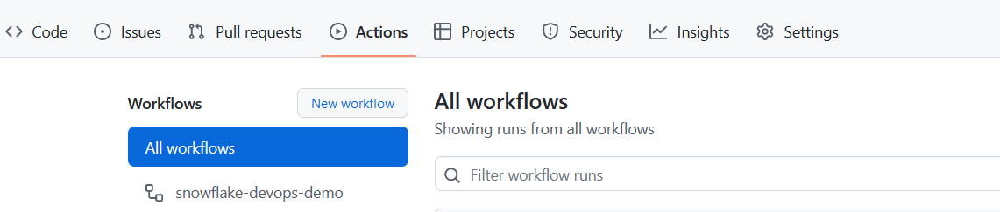 Code Issues Pull requests Actions Projects Security Insights Settings
Workflows New workflow
All workflows
snowflake-devops-demo
All workflows
Showing runs from all workflows
Filter workflow runs